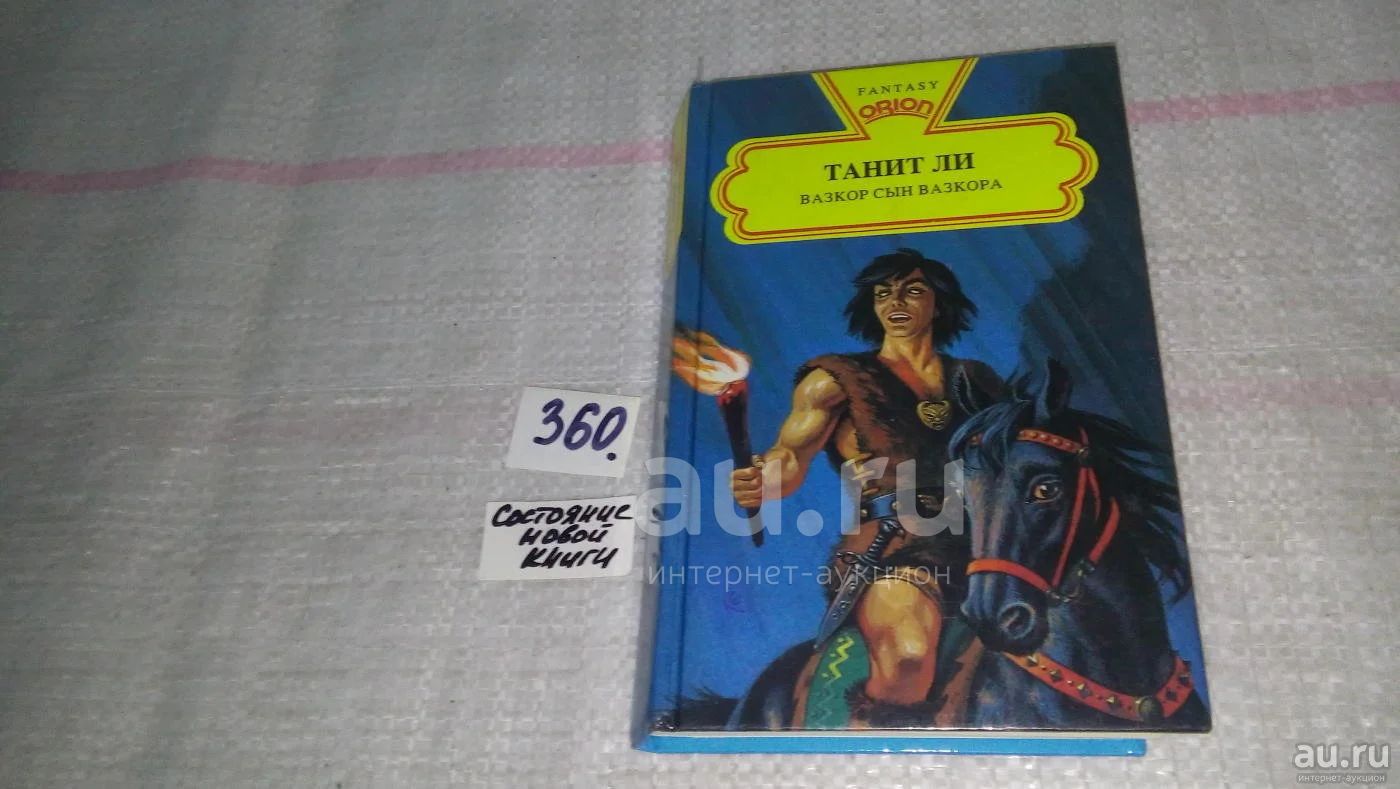 FANTASY
ORION
ТАНИТ ЛИ
ВАЗКОР СЫН ВАЗКОРА
360.
Состояние
новой
книги
au.ru
интернет-аукцион
au.ru
интернет-аукцион